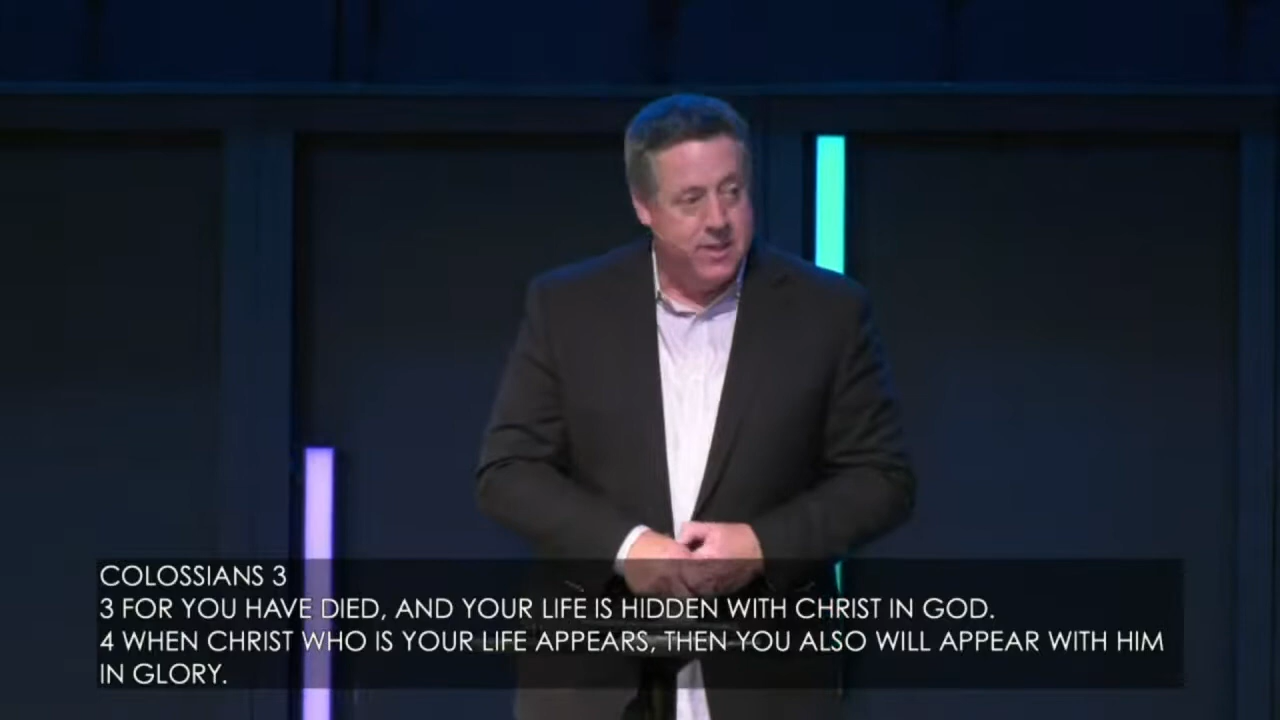 COLOSSIANS 3
3 FOR YOU HAVE DIED, AND YOUR LIFE IS HIDDEN WITH CHRIST IN GOD.
4 WHEN CHRIST WHO IS YOUR LIFE APPEARS, THEN YOU ALSO WILL APPEAR WITH HIM
IN GLORY.